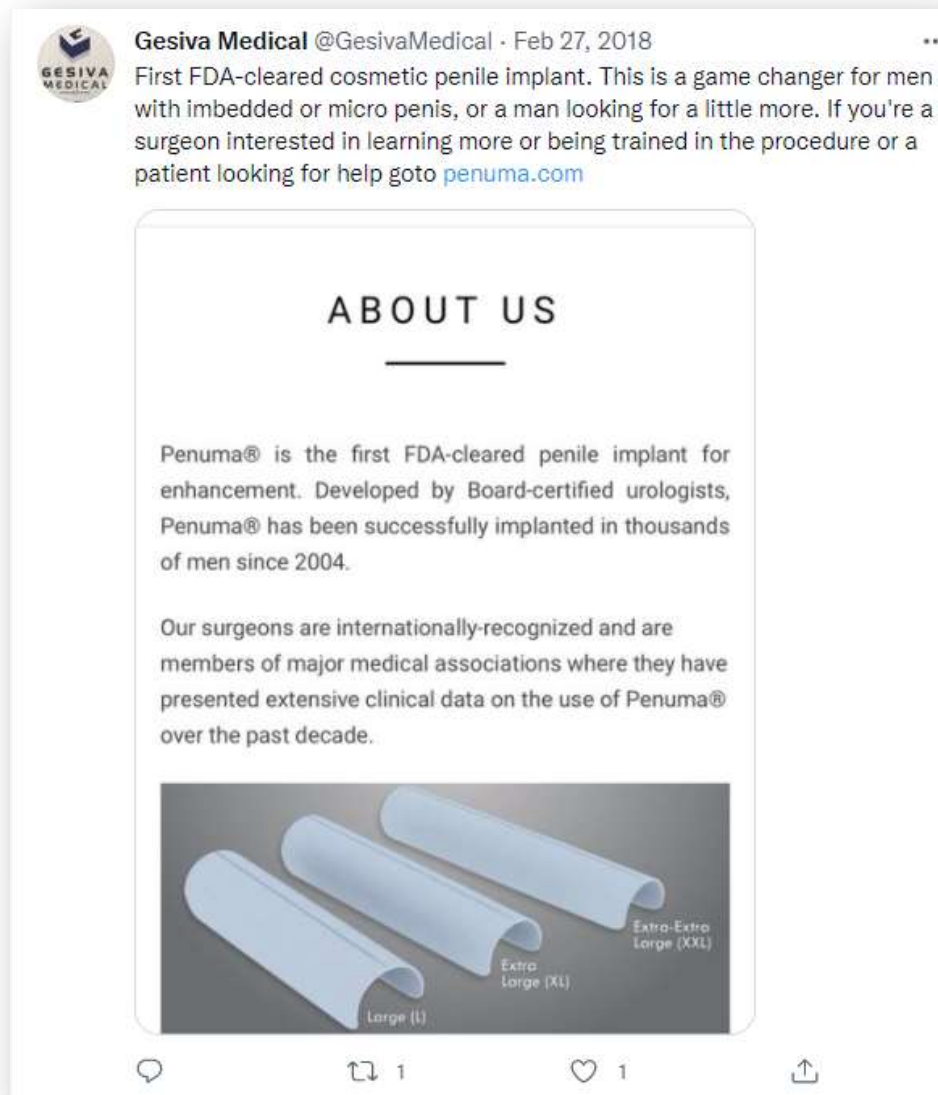 GESIVA
MEDICAL
Gesiva Medical @GesivaMedical · Feb 27, 2018
First FDA-cleared cosmetic penile implant. This is a game changer for men
with imbedded or micro penis, or a man looking for a little more. If you're a
surgeon interested in learning more or being trained in the procedure or a
patient looking for help goto penuma.com
ABOUT US
Penuma® is the first FDA-cleared penile implant for
enhancement. Developed by Board-certified urologists,
Penuma® has been successfully implanted in thousands
of men since 2004.
Our surgeons are internationally-recognized and are
members of major medical associations where they have
presented extensive clinical data on the use of Penuma®
over the past decade.
Extra-Extra
Large (XXL)
Extra
Large (XL)
Large (L)
1
1